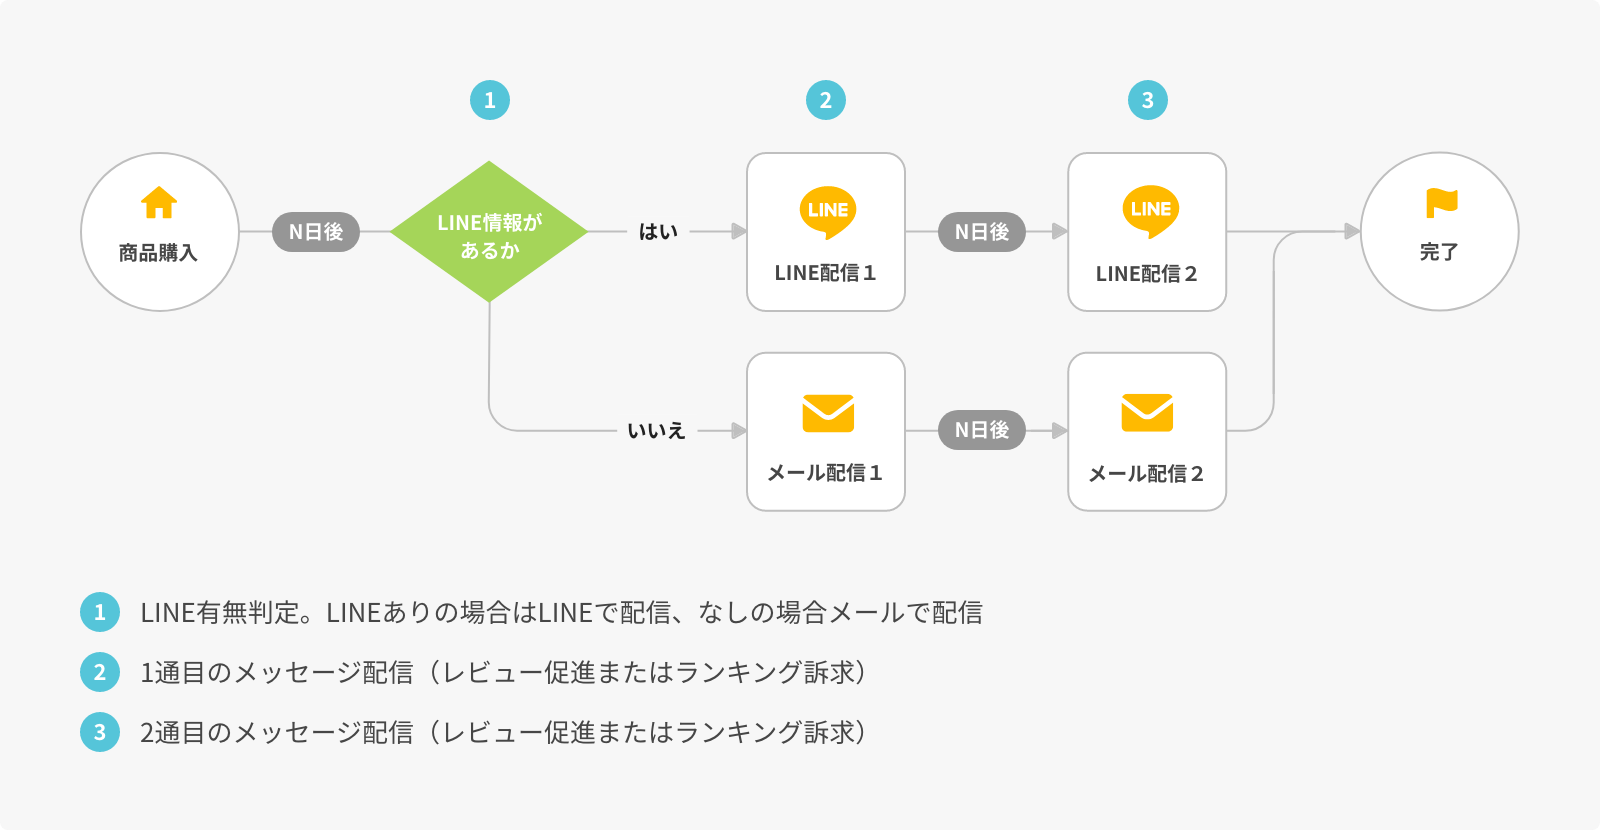 1
2
3
商品購入
N日後
LINE情報が
あるか
はい
LINE
LINE配信１
N日後
LINE
LINE配信２
完了
いいえ
メール配信１
N日後
メール配信２
1 LINE有無判定。LINEありの場合はLINEで配信、なしの場合メールで配信
2 1通目のメッセージ配信（レビュー促進またはランキング訴求）
3 2通目のメッセージ配信（レビュー促進またはランキング訴求）